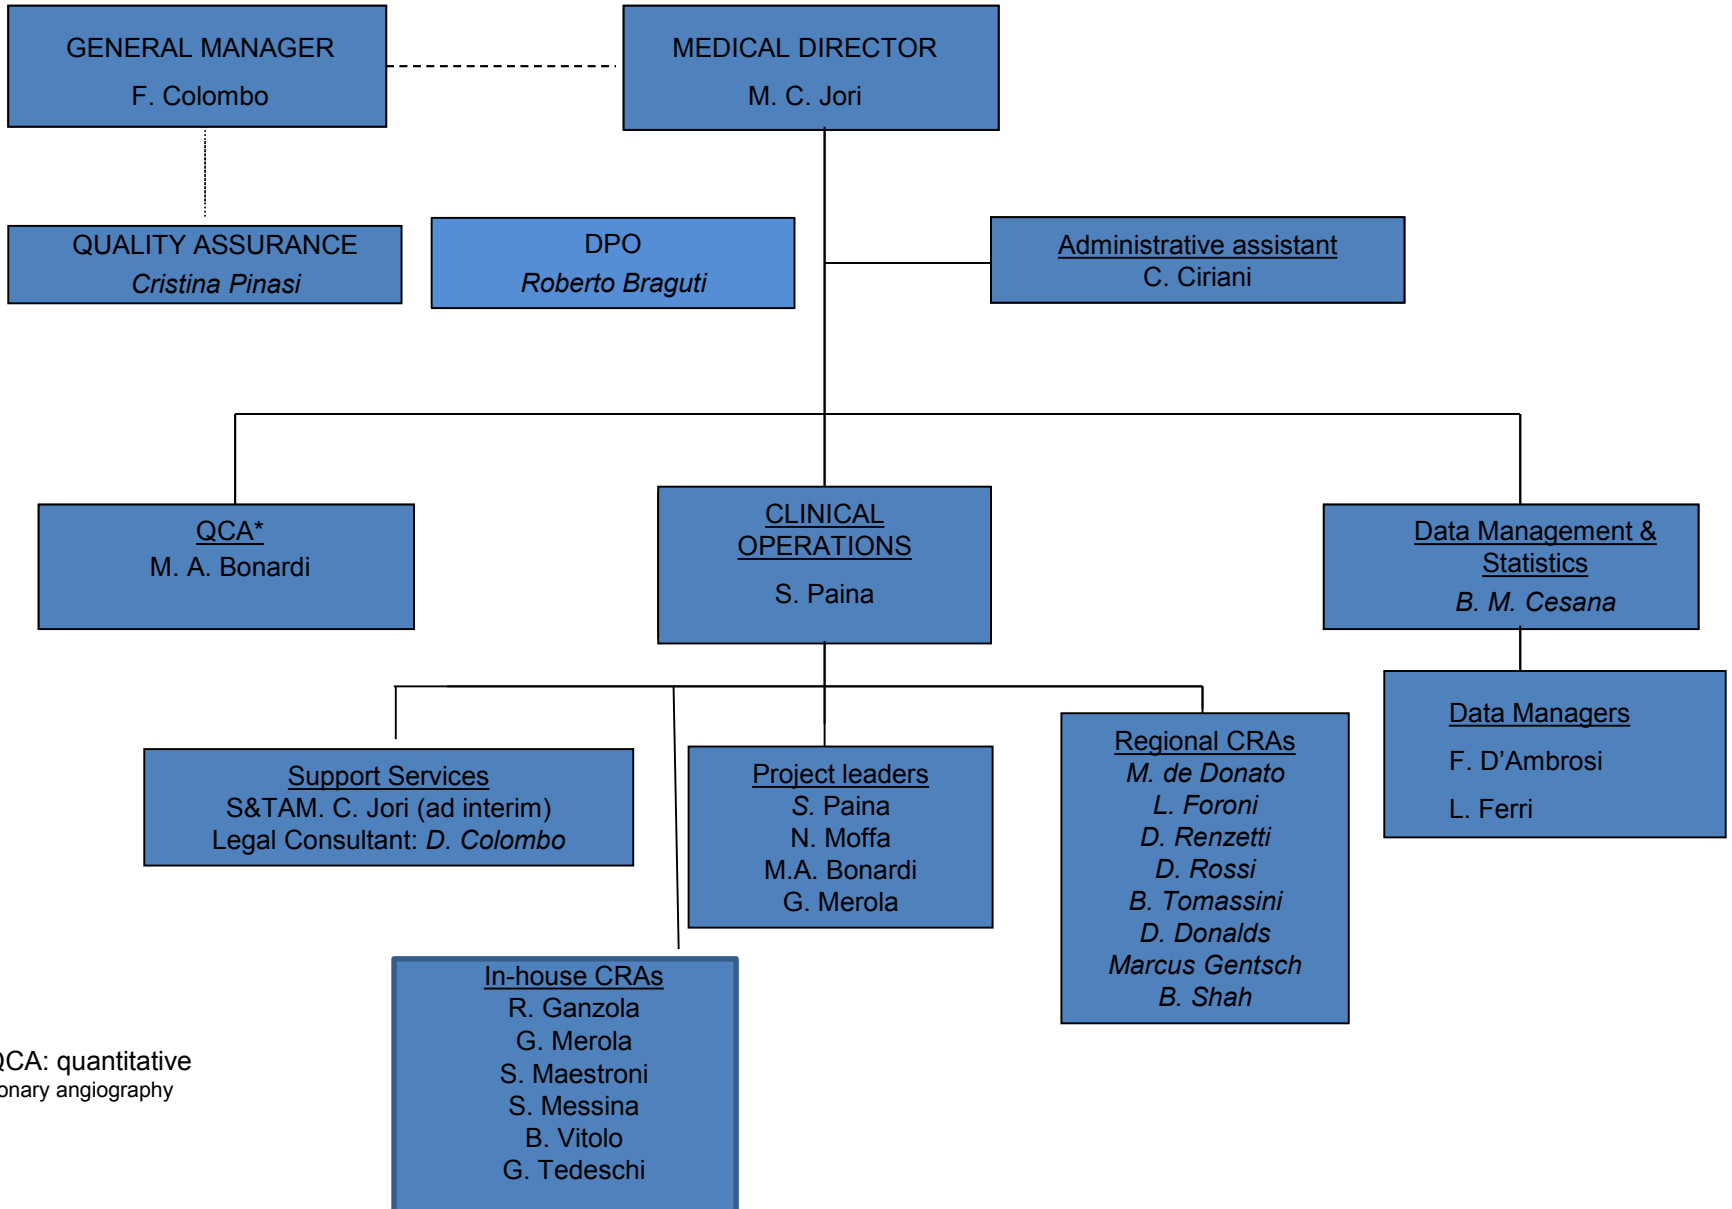 GENERAL MANAGER
F. Colombo
MEDICAL DIRECTOR
M. C. Jori
QUALITY ASSURANCE
Cristina Pinasi
DPO
Roberto Braguti
Administrative assistant
C. Ciriani
QCA*
M. A. Bonardi
CLINICAL
OPERATIONS
S. Paina
Data Management &
Statistics
B. M. Cesana
Data Managers
F. D’Ambrosi
L. Ferri
Support Services
S&TAM. C. Jori (ad interim)
Legal Consultant: D. Colombo
Project leaders
S. Paina
N. Moffa
M.A. Bonardi
G. Merola
Regional CRAs
M. de Donato
L. Foroni
D. Renzetti
D. Rossi
B. Tomassini
D. Donalds
Marcus Gentsch
B. Shah
In-house CRAs
R. Ganzola
G. Merola
S. Maestroni
S. Messina
B. Vitolo
G. Tedeschi
QCA: quantitative
onary angiography